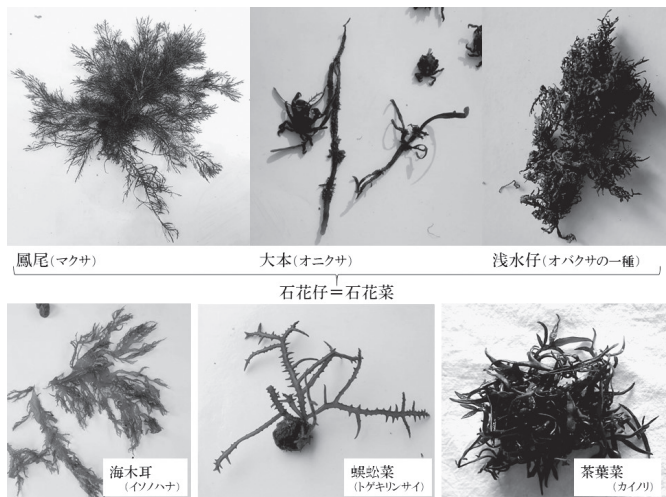 鳳尾（マクサ）
大本（オニクサ）
浅水仔（オバクサの一種）
石花仔＝石花菜
海木耳
（イソノハナ）
蜈蚣菜
（トゲキリンサイ）
茶葉菜
（カイノリ）